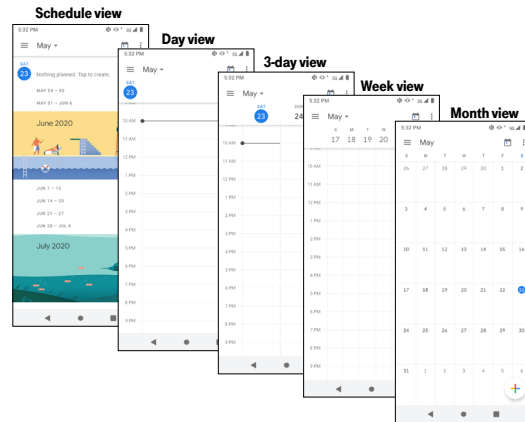 Schedule view
5:32 PM 5G
May
SAT
23 Nothing planned. Tap to create.
MAY 24 – 30
MAY 31 – JUN 6
June 2020
JUN 7 – 13
JUN 14 – 20
JUN 21 – 27
JUN 28 – JUL 4
July 2020
Day view
5:32 PM 5G
May
SAT
23
10 AM
11 AM
12 PM
1 PM
2 PM
3 PM
4 PM
5 PM
6 PM
7 PM
8 PM
9 PM
3-day view
5:32 PM 5G
May
SAT SUN
23 24
10 AM
11 AM
12 PM
1 PM
2 PM
3 PM
4 PM
5 PM
6 PM
7 PM
8 PM
9 PM
Week view
5:32 PM 5G
May
S M T W
17 18 19 20
10 AM
11 AM
12 PM
1 PM
2 PM
3 PM
4 PM
5 PM
6 PM
7 PM
8 PM
9 PM
Month view
5:32 PM 5G
May
S M T W T F S
26 27 28 29 30 1 2
3 4 5 6 7 8 9
10 11 12 13 14 15 16
17 18 19 20 21 22 23
24 25 26 27 28 29 30
31 1 2 3 4 5 6